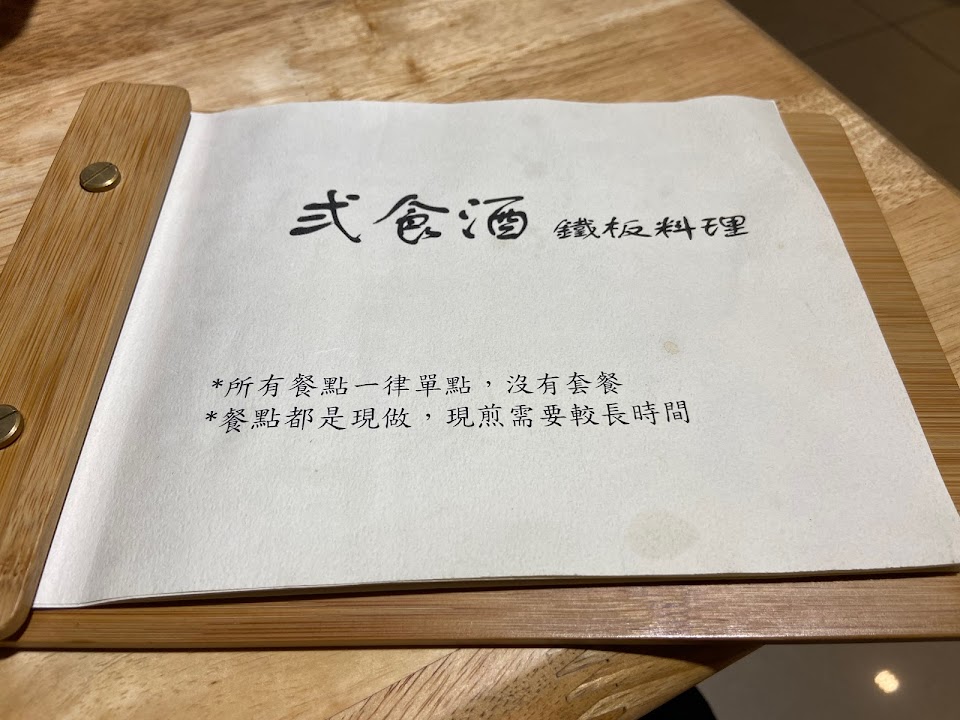 弍食酒 鐵板料理
*所有餐點一律單點，沒有套餐
*餐點都是現做，現煎需要較長時間